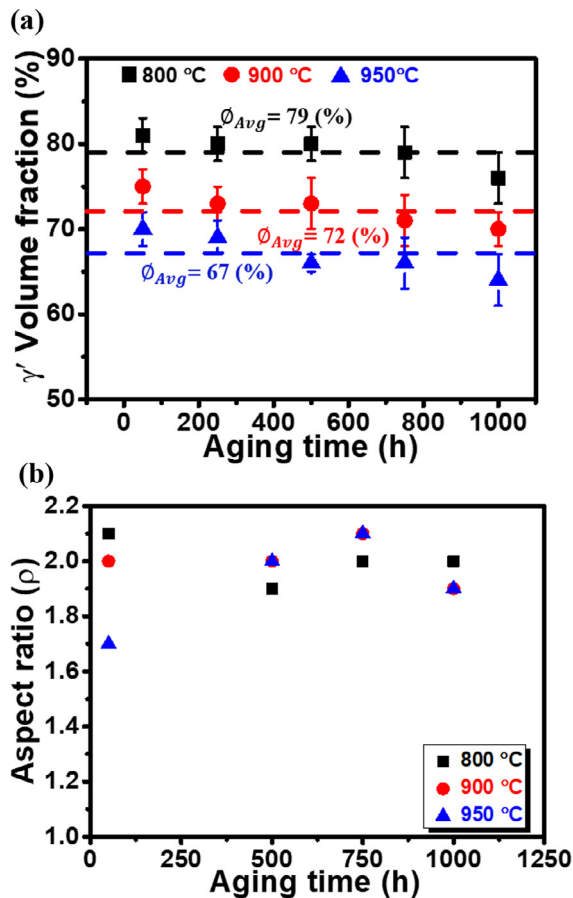 (a)
γ′ Volume fraction (%)
90
80
70
60
50
800 °C 900 °C 950°C
∅Avg= 79 (%)
∅Avg= 72 (%)
∅Avg= 67 (%)
0 200 400 600 800 1000
Aging time (h)
(b)
Aspect ratio (ρ)
2.2
2.0
1.8
1.6
1.4
1.2
1.0
800 °C
900 °C
950 °C
0 250 500 750 1000 1250
Aging time (h)